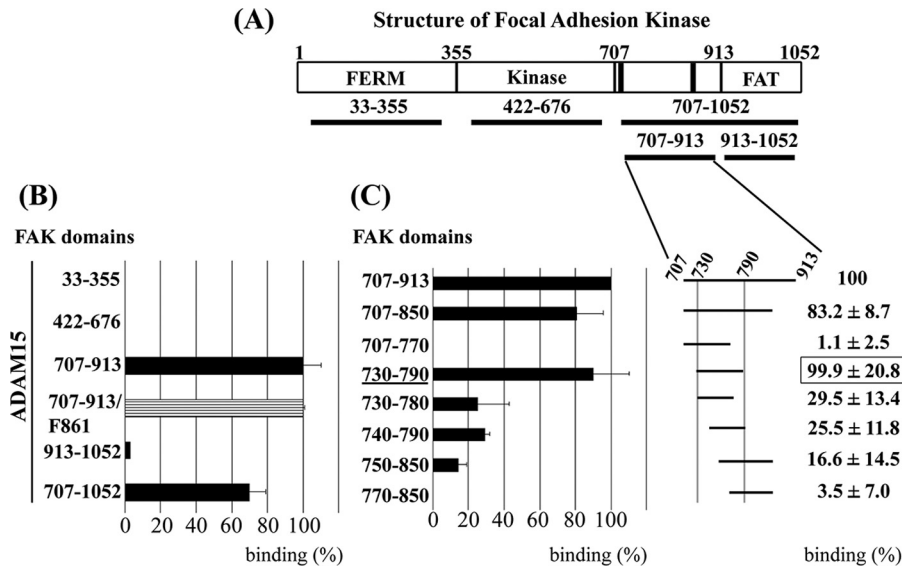 (A)
Structure of Focal Adhesion Kinase
1 355 707 913 1052
FERM Kinase FAT
33-355 422-676 707-1052
707-913 913-1052
(B)
FAK domains
ADAM15
33-355
422-676
707-913
707-913/
F861
913-1052
707-1052
0 20 40 60 80 100
binding (%)
(C)
FAK domains
707-913
707-850
707-770
730-790
730-780
740-790
750-850
770-850
0 20 40 60 80 100
binding (%)
707 730 790 913
100
83.2 ± 8.7
1.1 ± 2.5
99.9 ± 20.8
29.5 ± 13.4
25.5 ± 11.8
16.6 ± 14.5
3.5 ± 7.0
binding (%)